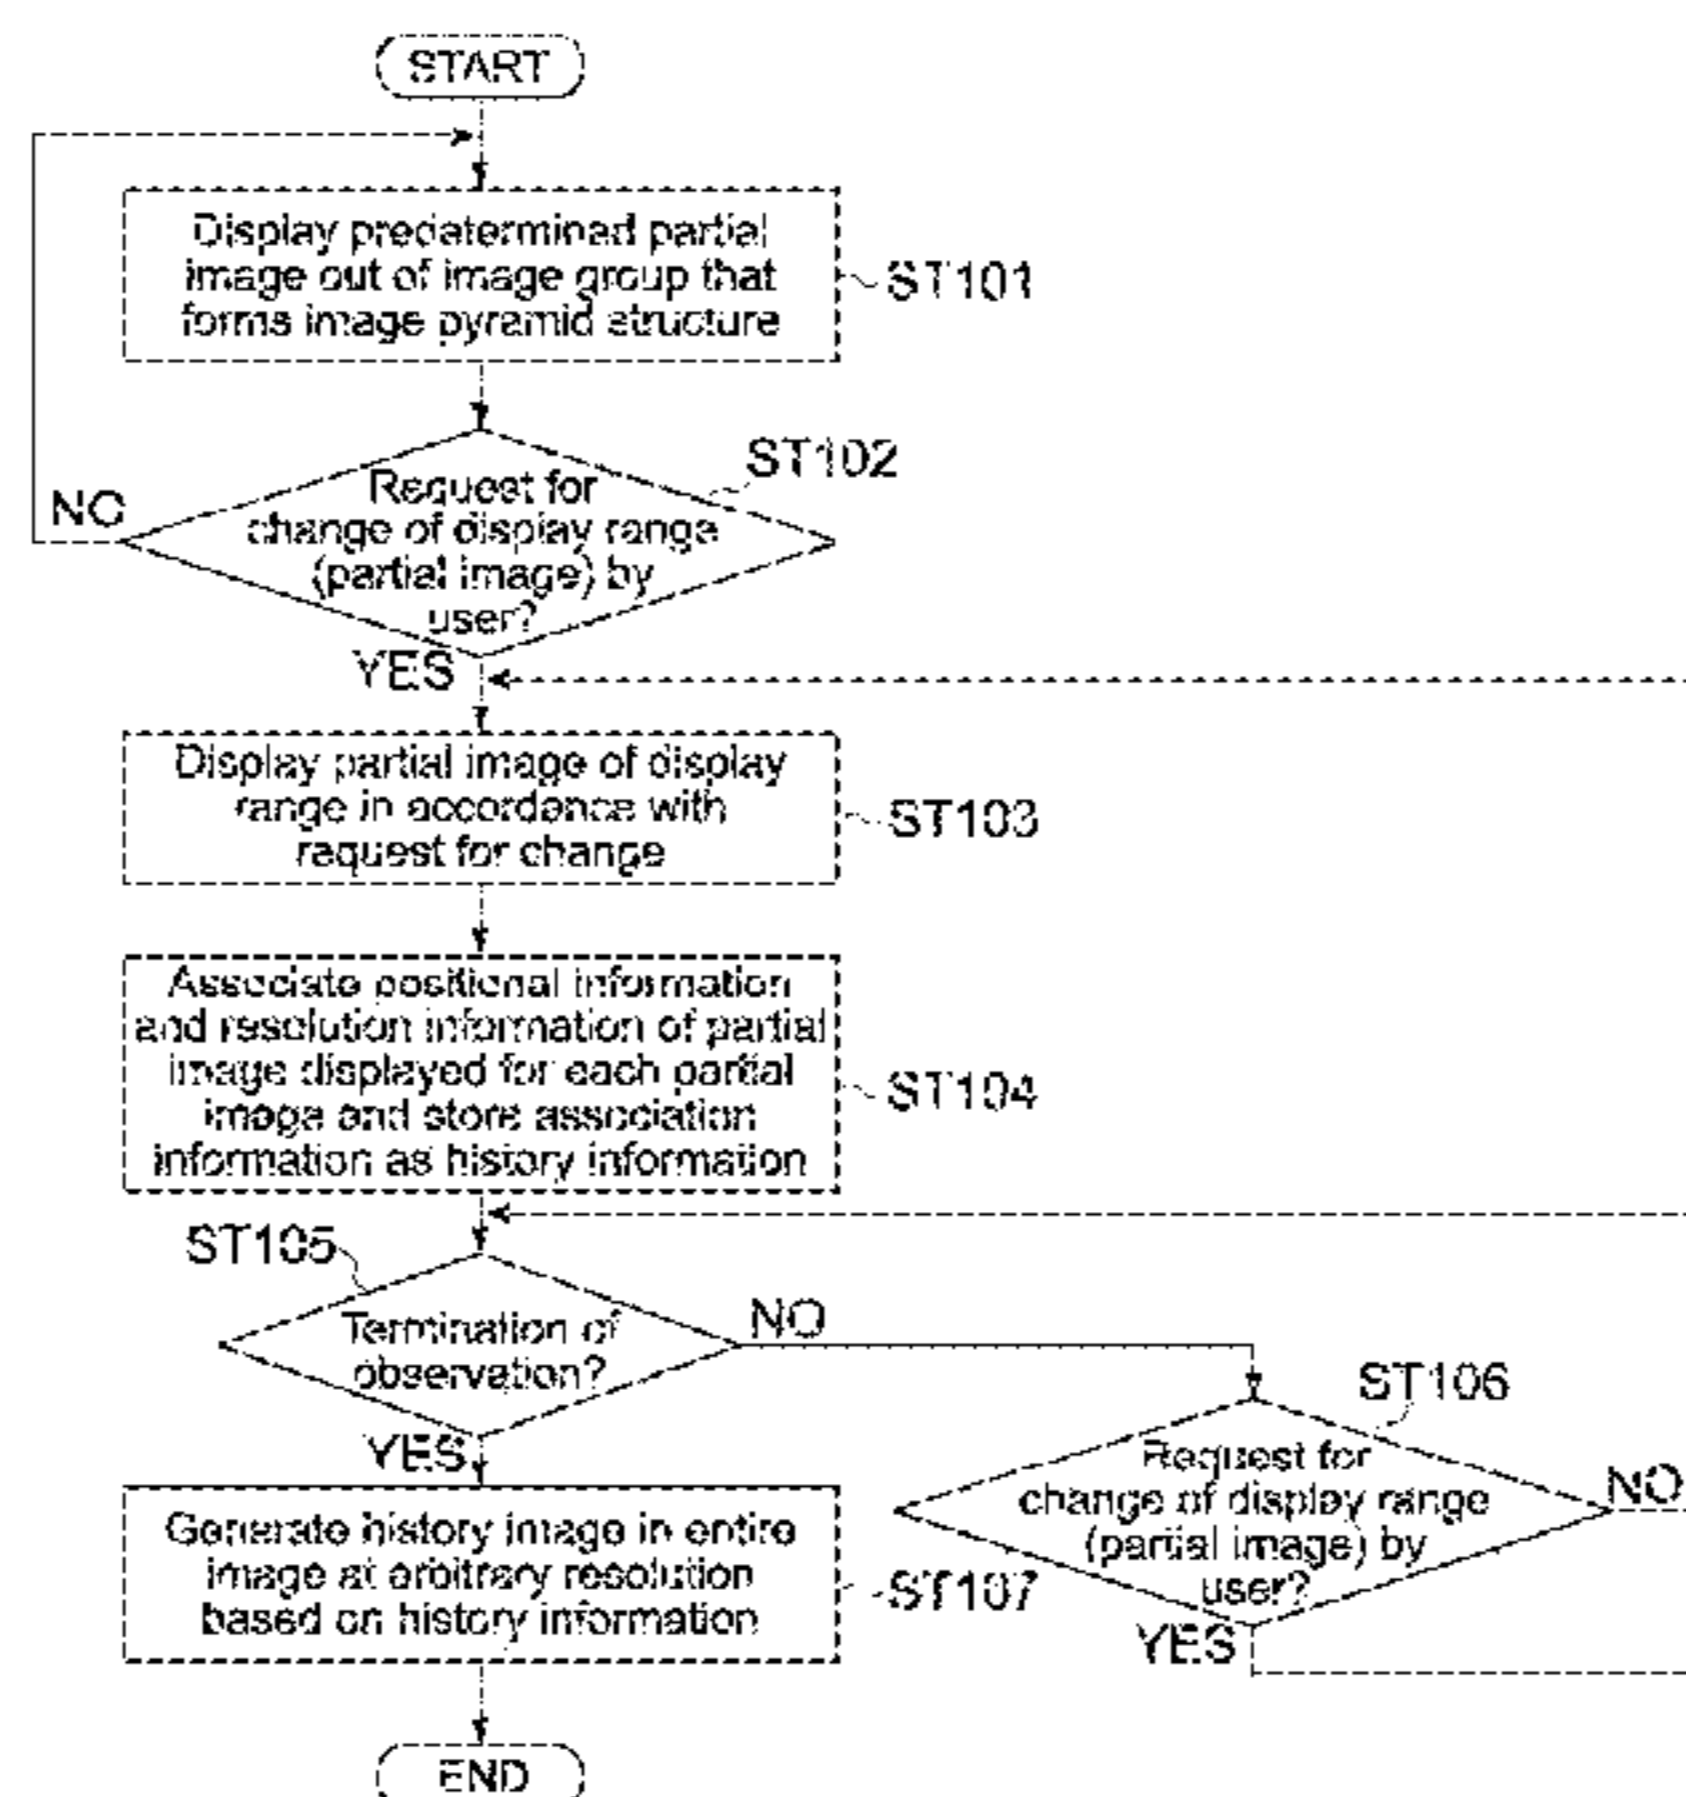 START
Display predetermined partial
image out of image group that
forms image pyramid structure
ST101
ST102
Request for
change of display range
(partial image) by
user?
NO
YES
Display partial image of display
range in accordance with
request for change
ST103
Associate positional information
and resolution information of partial
image displayed for each partial
image and store association
information as history information
ST104
ST105
Termination of
observation?
NO
YES
ST106
Request for
change of display range
(partial image) by
user?
NO
YES
Generate history image in entire
image at arbitrary resolution
based on history information
ST107
END